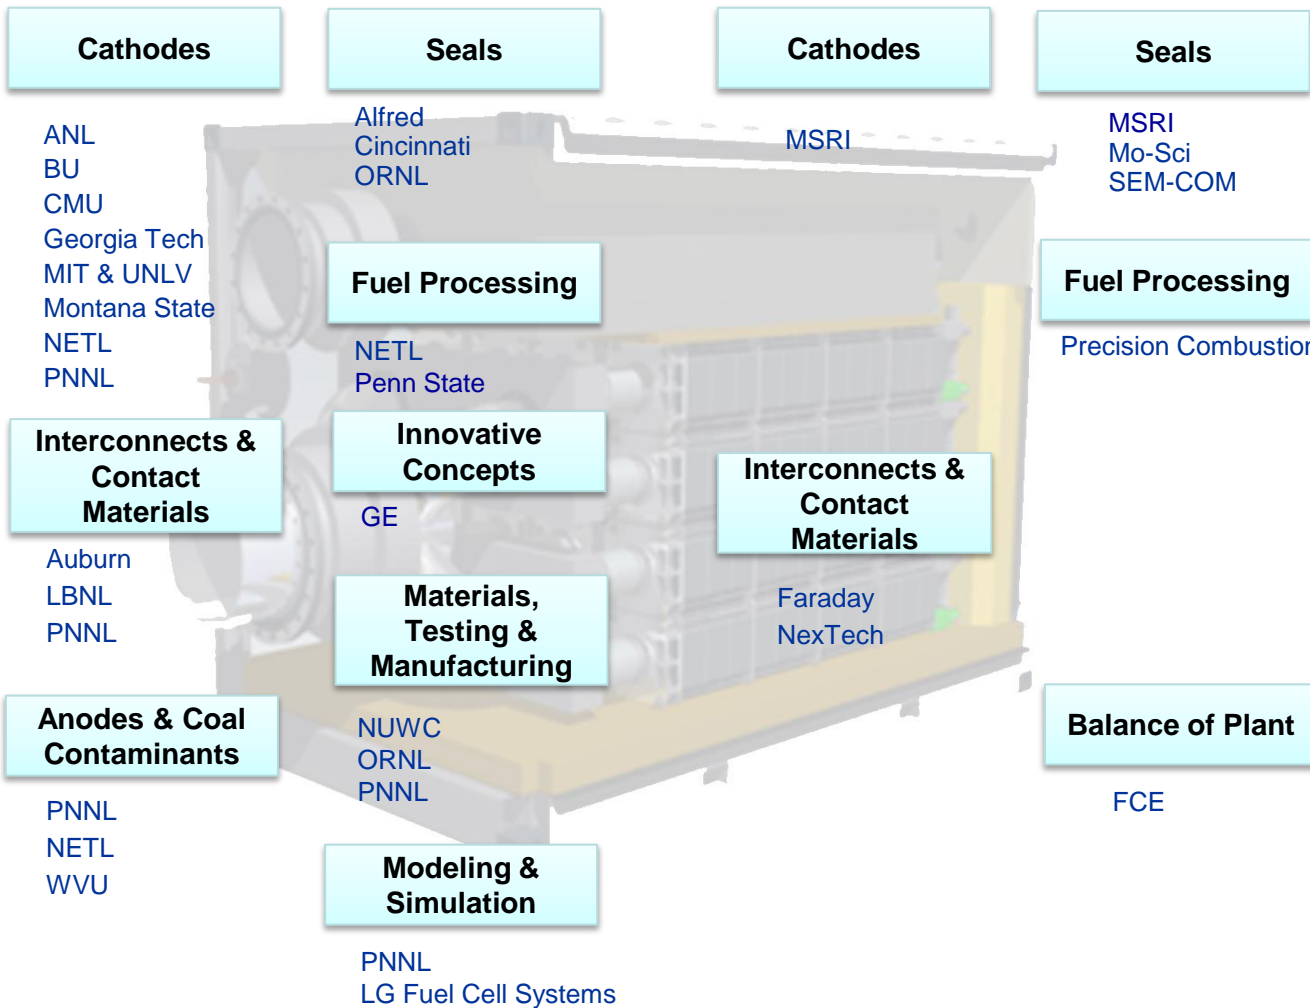 Cathodes
ANL
BU
CMU
Georgia Tech
MIT & UNLV
Montana State
NETL
PNNL
Interconnects &
Contact
Materials
Auburn
LBNL
PNNL
Anodes & Coal
Contaminants
PNNL
NETL
WVU
Seals
Alfred
Cincinnati
ORNL
Fuel Processing
NETL
Penn State
Innovative
Concepts
GE
Materials,
Testing &
Manufacturing
NUWC
ORNL
PNNL
Modeling &
Simulation
PNNL
LG Fuel Cell Systems
Cathodes
MSRI
Interconnects &
Contact
Materials
Faraday
NexTech
Seals
MSRI
Mo-Sci
SEM-COM
Fuel Processing
Precision Combustion
Balance of Plant
FCE